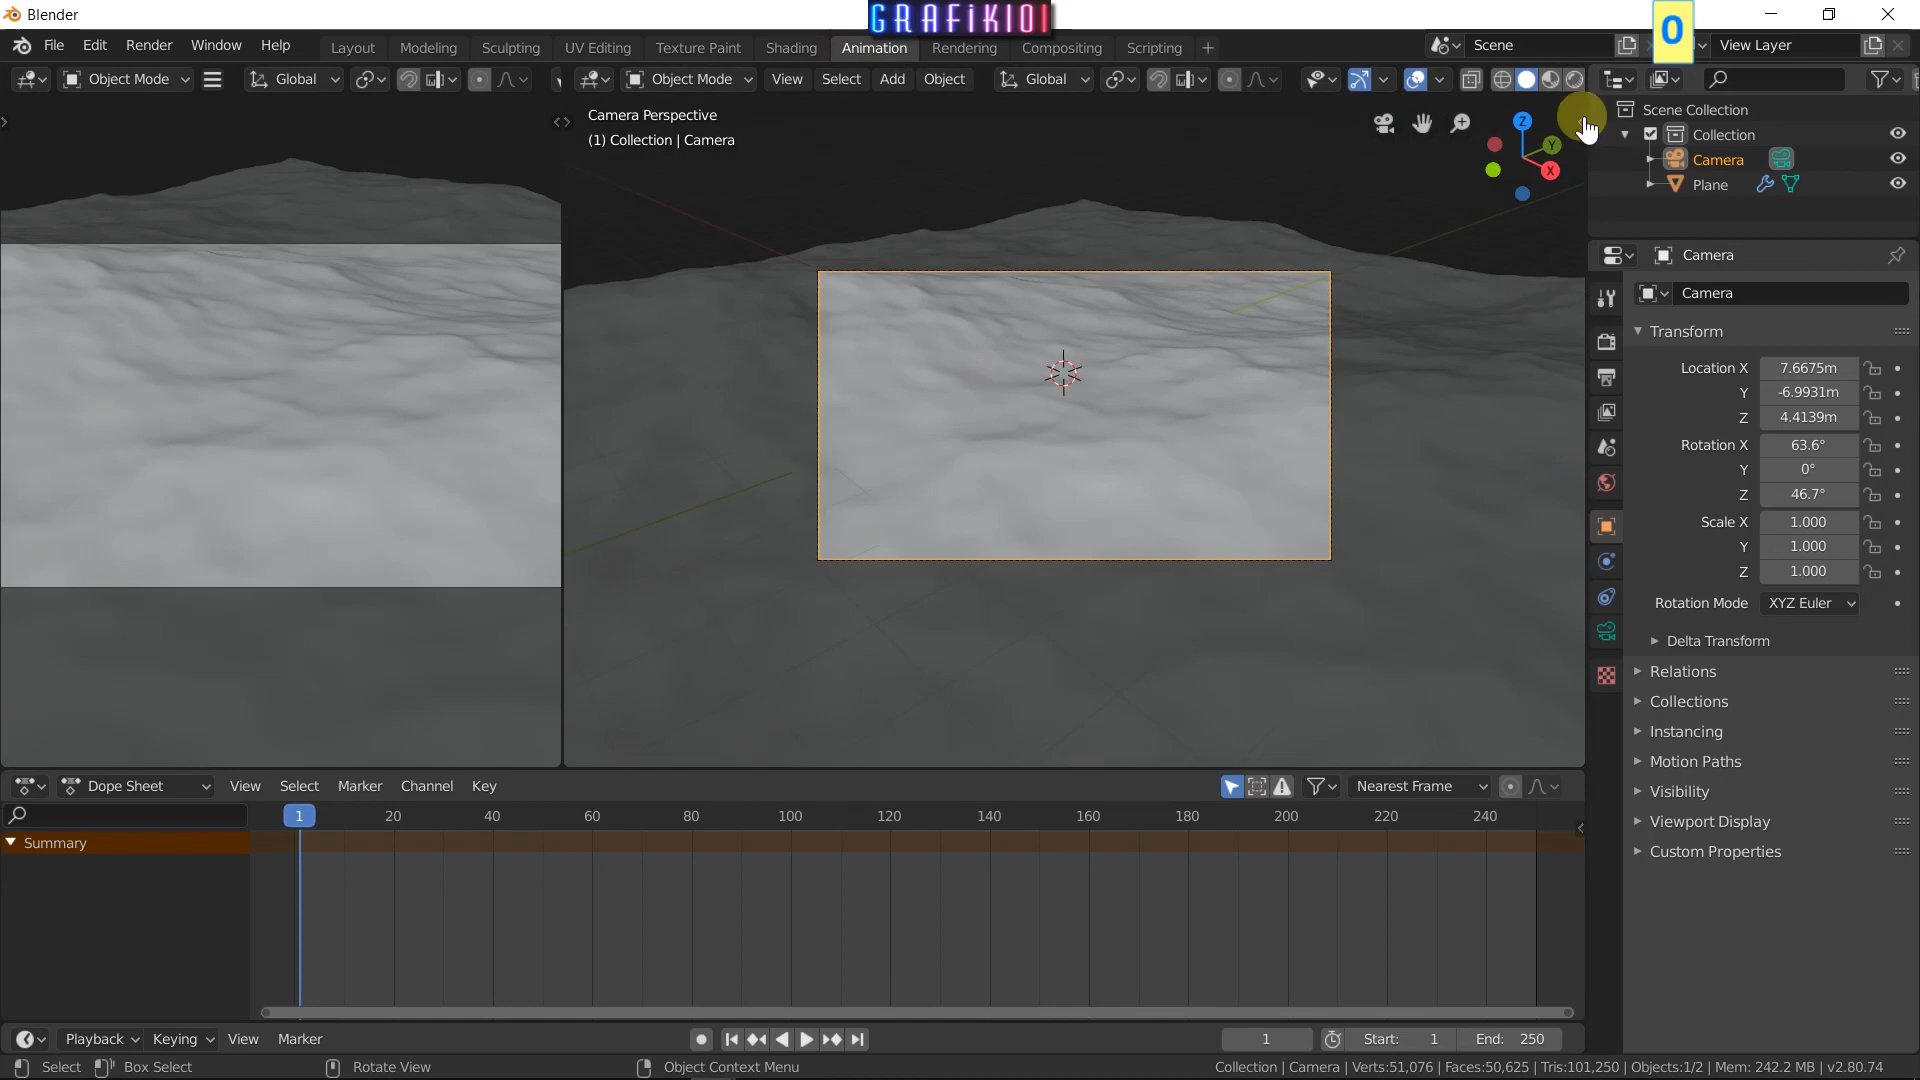 Blender
GRAFiK101
0
File Edit Render Window Help
Layout Modeling Sculpting UV Editing Texture Paint Shading Animation Rendering Compositing Scripting +
Scene
View Layer
Object Mode
Global
Object Mode View Select Add Object
Global
Camera Perspective
(1) Collection | Camera
Z
Y
X
Scene Collection
Collection
Camera
Plane
Camera
Camera
Transform
Location X 7.6675m
Y -6.9931m
Z 4.4139m
Rotation X 63.6°
Y 0°
Z 46.7°
Scale X 1.000
Y 1.000
Z 1.000
Rotation Mode XYZ Euler
Delta Transform
Relations
Collections
Instancing
Motion Paths
Visibility
Viewport Display
Custom Properties
Dope Sheet View Select Marker Channel Key
Nearest Frame
1 20 40 60 80 100 120 140 160 180 200 220 240
Summary
Playback Keying View Marker
1 Start: 1 End: 250
Select Box Select Rotate View Object Context Menu
Collection | Camera | Verts:51,076 | Faces:50,625 | Tris:101,250 | Objects:1/2 | Mem: 242.2 MB | v2.80.74